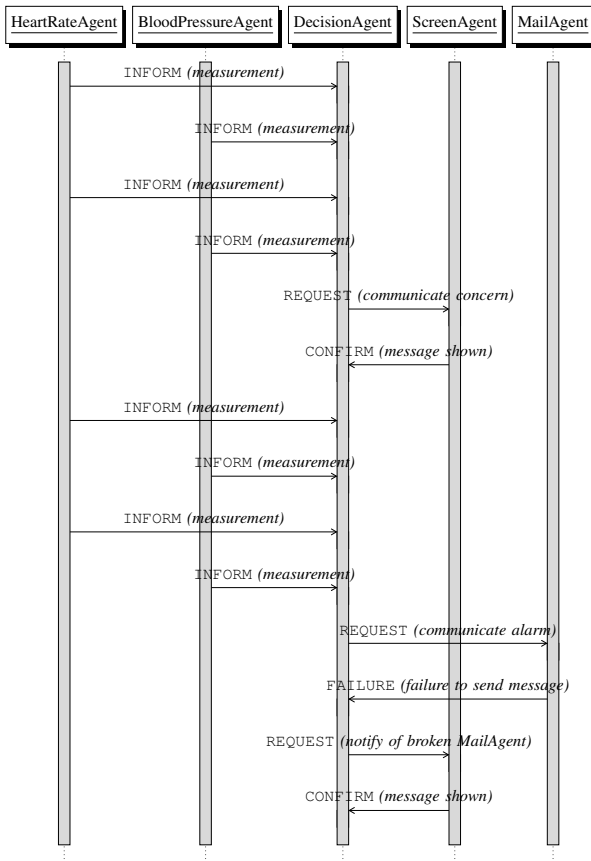 HeartRateAgent BloodPressureAgent DecisionAgent ScreenAgent MailAgent
INFORM (measurement)
INFORM (measurement)
INFORM (measurement)
INFORM (measurement)
REQUEST (communicate concern)
CONFIRM (message shown)
INFORM (measurement)
INFORM (measurement)
INFORM (measurement)
INFORM (measurement)
REQUEST (communicate alarm)
FAILURE (failure to send message)
REQUEST (notify of broken MailAgent)
CONFIRM (message shown)